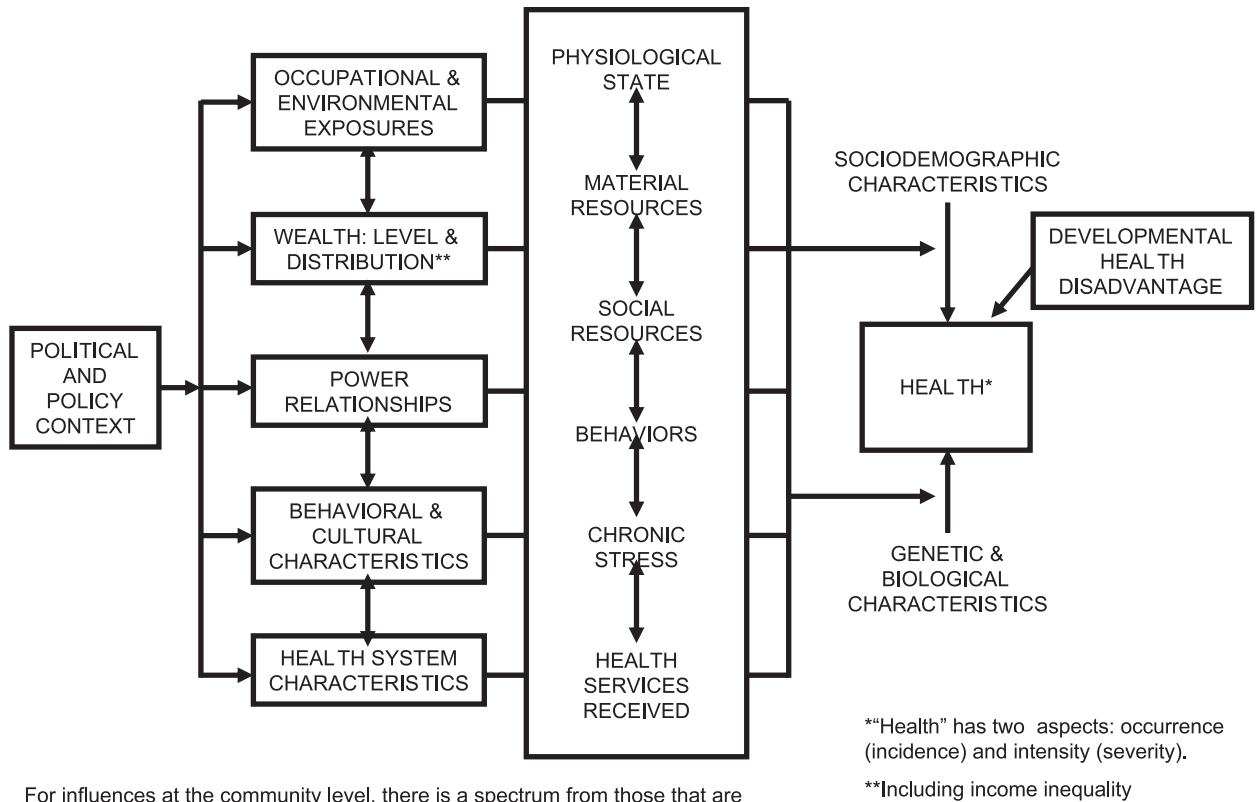 POLITICAL
AND
POLICY
CONTEXT
OCCUPATIONAL &
ENVIRONMENTAL
EXPOSURES
WEALTH: LEVEL &
DISTRIBUTION**
POWER
RELATIONSHIPS
BEHAVIORAL &
CULTURAL
CHARACTERISTICS
HEALTH SYSTEM
CHARACTERISTICS
PHYSIOLOGICAL
STATE
MATERIAL
RESOURCES
SOCIAL
RESOURCES
BEHAVIORS
CHRONIC
STRESS
HEALTH
SERVICES
RECEIVED
SOCIODEMOGRAPHIC
CHARACTERISTICS
DEVELOPMENTAL
HEALTH
DISADVANTAGE
HEALTH*
GENETIC &
BIOLOGICAL
CHARACTERISTICS
*"Health" has two aspects: occurrence
(incidence) and intensity (severity).
**Including income inequality
For influences at the community level, there is a spectrum from those that are